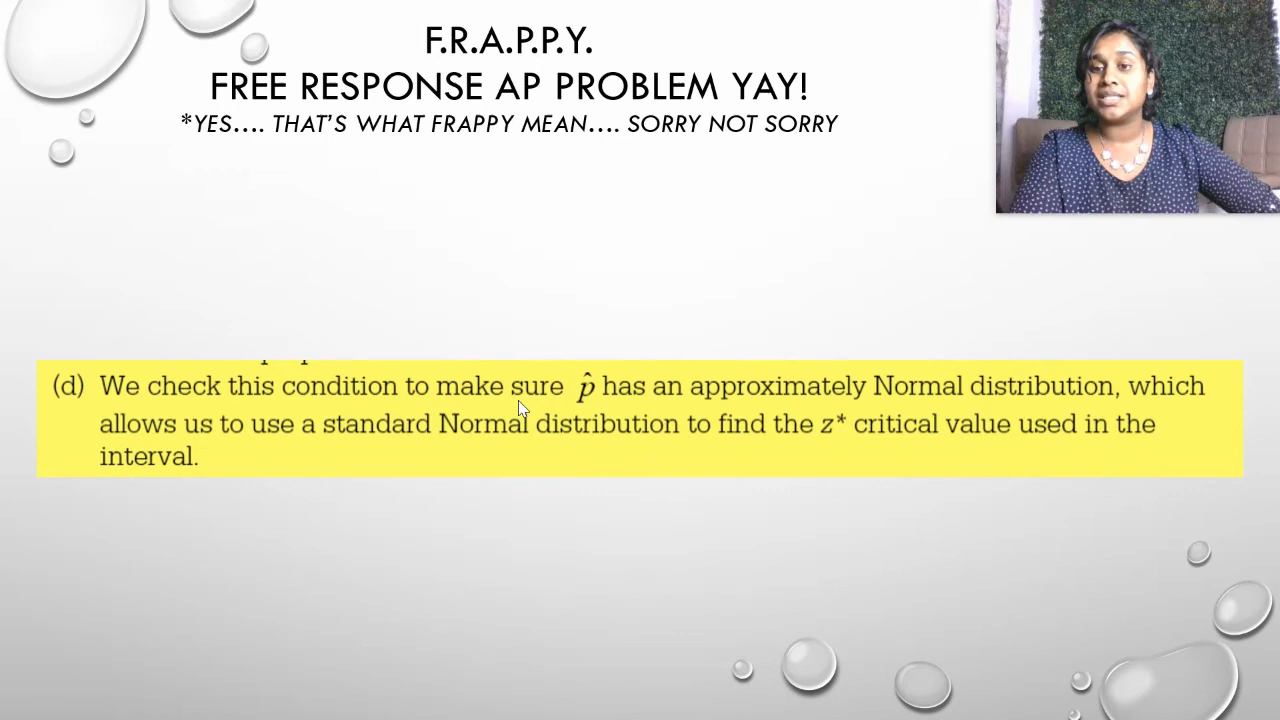 F.R.A.P.P.Y.
FREE RESPONSE AP PROBLEM YAY!
*YES…. THAT'S WHAT FRAPPY MEAN…. SORRY NOT SORRY
(d) We check this condition to make sure p̂ has an approximately Normal distribution, which
allows us to use a standard Normal distribution to find the z* critical value used in the
interval.